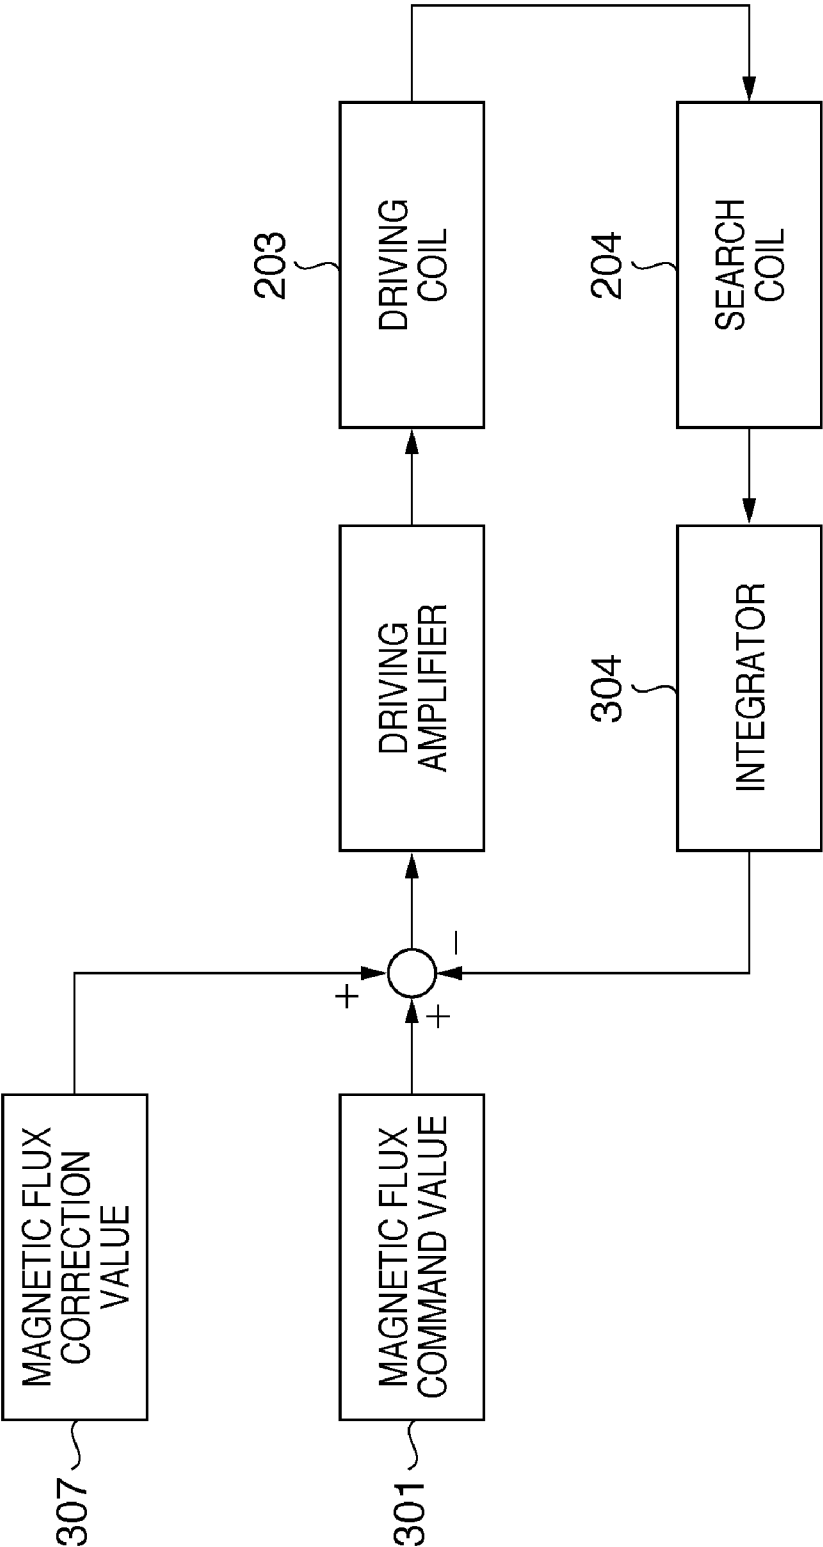 MAGNETIC FLUX
CORRECTION
VALUE
307
+
MAGNETIC FLUX
COMMAND VALUE
301
+
−
DRIVING
AMPLIFIER
DRIVING
COIL
203
SEARCH
COIL
204
INTEGRATOR
304